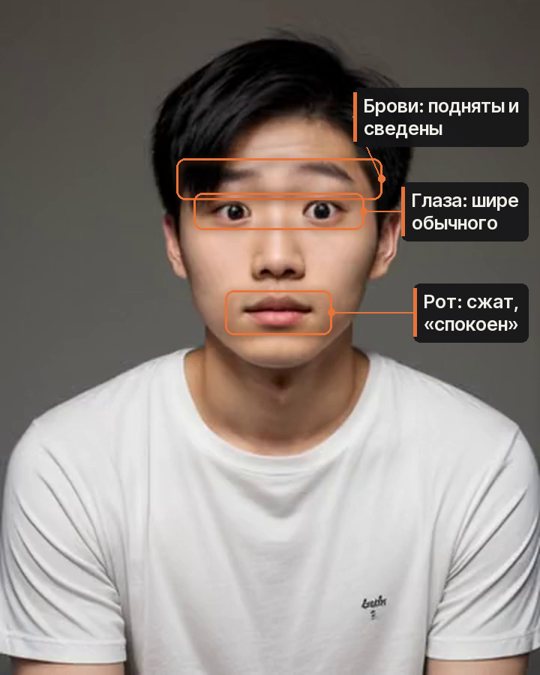 Брови: подняты и
сведены
Глаза: шире
обычного
Рот: сжат,
«спокоен»